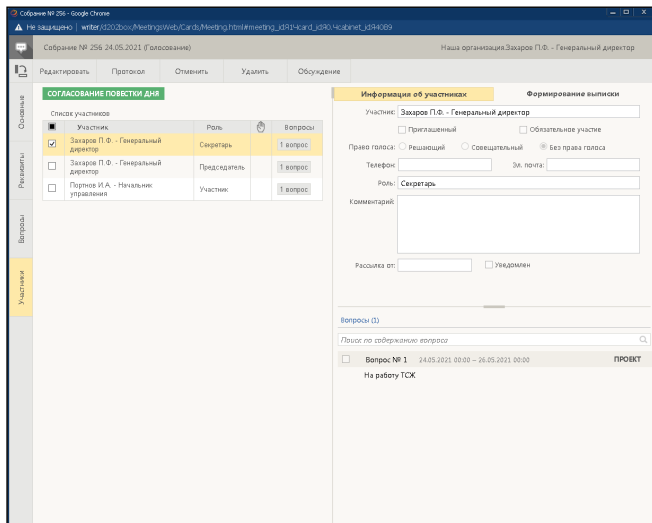 Собрание № 256 - Google Chrome
Не защищено | writer/d202box/MeetingsWeb/Cards/Meeting.html#meeting_idЯ1Чcard_idЯ0,Чcabinet_idЯ4089
Собрание № 256 24.05.2021 (Голосование)
Наша организация.Захаров П.Ф. - Генеральный директор
Редактировать Протокол Отменить Удалить Обсуждение
Основные
Реквизиты
Вопросы
Участники
СОГЛАСОВАНИЕ ПОВЕСТКИ ДНЯ
Список участников
Участник Роль Вопросы
Захаров П.Ф. - Генеральный
директор
Секретарь 1 вопрос
Захаров П.Ф. - Генеральный
директор
Председатель 1 вопрос
Портнов И.А. - Начальник
управления
Участник 1 вопрос
Информация об участниках Формирование выписки
Участник: Захаров П.Ф. - Генеральный директор
Приглашенный Обязательное участие
Право голоса: Решающий Совещательный Без права голоса
Телефон: Эл. почта:
Роль: Секретарь
Комментарий:
Рассылка от: Уведомлен
Вопросы (1)
Поиск по содержанию вопроса
Вопрос № 1 24.05.2021 00:00 – 26.05.2021 00:00 ПРОЕКТ
На работу ТСЖ